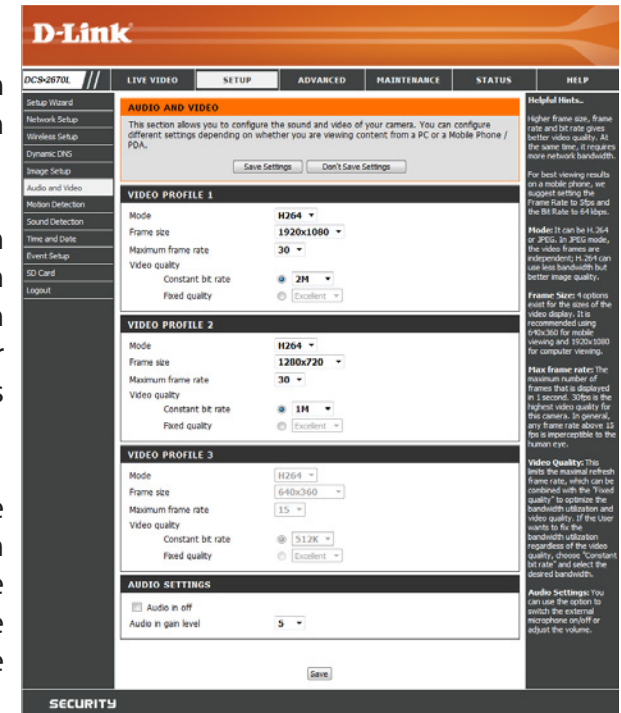 D-Link
DCS-2670L
LIVE VIDEO
SETUP
ADVANCED
MAINTENANCE
STATUS
HELP
Setup Wizard
Network Setup
Wireless Setup
Dynamic DNS
Image Setup
Audio and Video
Motion Detection
Sound Detection
Time and Date
Event Setup
SD Card
Logout
AUDIO AND VIDEO
This section allows you to configure the sound and video of your camera. You can configure
different settings depending on whether you are viewing content from a PC or a Mobile Phone /
PDA.
Save Settings
Don't Save Settings
VIDEO PROFILE 1
Mode H264
Frame size 1920x1080
Maximum frame rate 30
Video quality
Constant bit rate 2M
Fixed quality Excellent
VIDEO PROFILE 2
Mode H264
Frame size 1280x720
Maximum frame rate 30
Video quality
Constant bit rate 1M
Fixed quality Excellent
VIDEO PROFILE 3
Mode H264
Frame size 640x360
Maximum frame rate 15
Video quality
Constant bit rate 512K
Fixed quality Excellent
AUDIO SETTINGS
Audio in off
Audio in gain level 5
Save
Helpful Hints..
Higher frame size, frame
rate and bit rate gives
better video quality. At
the same time, it requires
more network bandwidth.
For best viewing results
on a mobile phone, we
suggest setting the
Frame Rate to 5fps and
the Bit Rate to 64 kbps.
Mode: It can be H.264
or JPEG. In JPEG mode,
the video frames are
independent; H.264 can
use less bandwidth but
better image quality.
Frame Size: 4 options
exist for the sizes of the
video display. It is
recommended using
640x360 for mobile
viewing and 1920x1080
for computer viewing.
Max frame rate: The
maximum number of
frames that is displayed
in 1 second. 30fps is the
highest video quality for
this camera. In general,
any frame rate above 15
fps is imperceptible to the
human eye.
Video Quality: This
limits the maximal refresh
frame rate, which can be
combined with the "Fixed
quality" to optimize the
bandwidth utilization and
video quality. If the User
wants to fix the
bandwidth utilization
regardless of the video
quality, choose "Constant
bit rate" and select the
desired bandwidth.
Audio Settings: You
can use the option to
switch the external
microphone on/off or
adjust the volume.
SECURITY